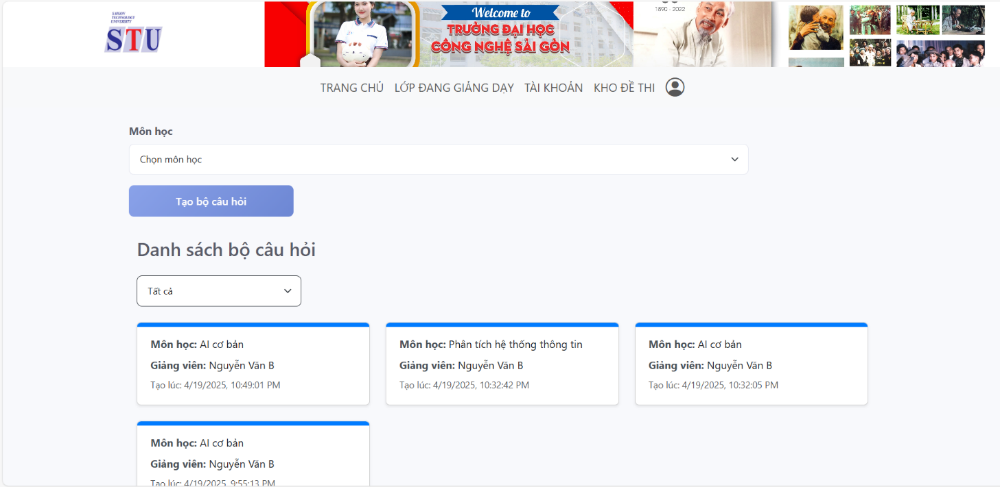 SAIGON
TECHNOLOGY
UNIVERSITY
STU
Welcome to
TRƯỜNG ĐẠI HỌC
CÔNG NGHỆ SÀI GÒN
1890 - 2022
TRANG CHỦ LỚP ĐANG GIẢNG DẠY TÀI KHOẢN KHO ĐỀ THI
Môn học
Chọn môn học
Tạo bộ câu hỏi
Danh sách bộ câu hỏi
Tất cả
Môn học: AI cơ bản
Giảng viên: Nguyễn Văn B
Tạo lúc: 4/19/2025, 10:49:01 PM
Môn học: Phân tích hệ thống thông tin
Giảng viên: Nguyễn Văn B
Tạo lúc: 4/19/2025, 10:32:42 PM
Môn học: AI cơ bản
Giảng viên: Nguyễn Văn B
Tạo lúc: 4/19/2025, 10:32:05 PM
Môn học: AI cơ bản
Giảng viên: Nguyễn Văn B
Tạo lúc: 4/19/2025, 9:55:13 PM